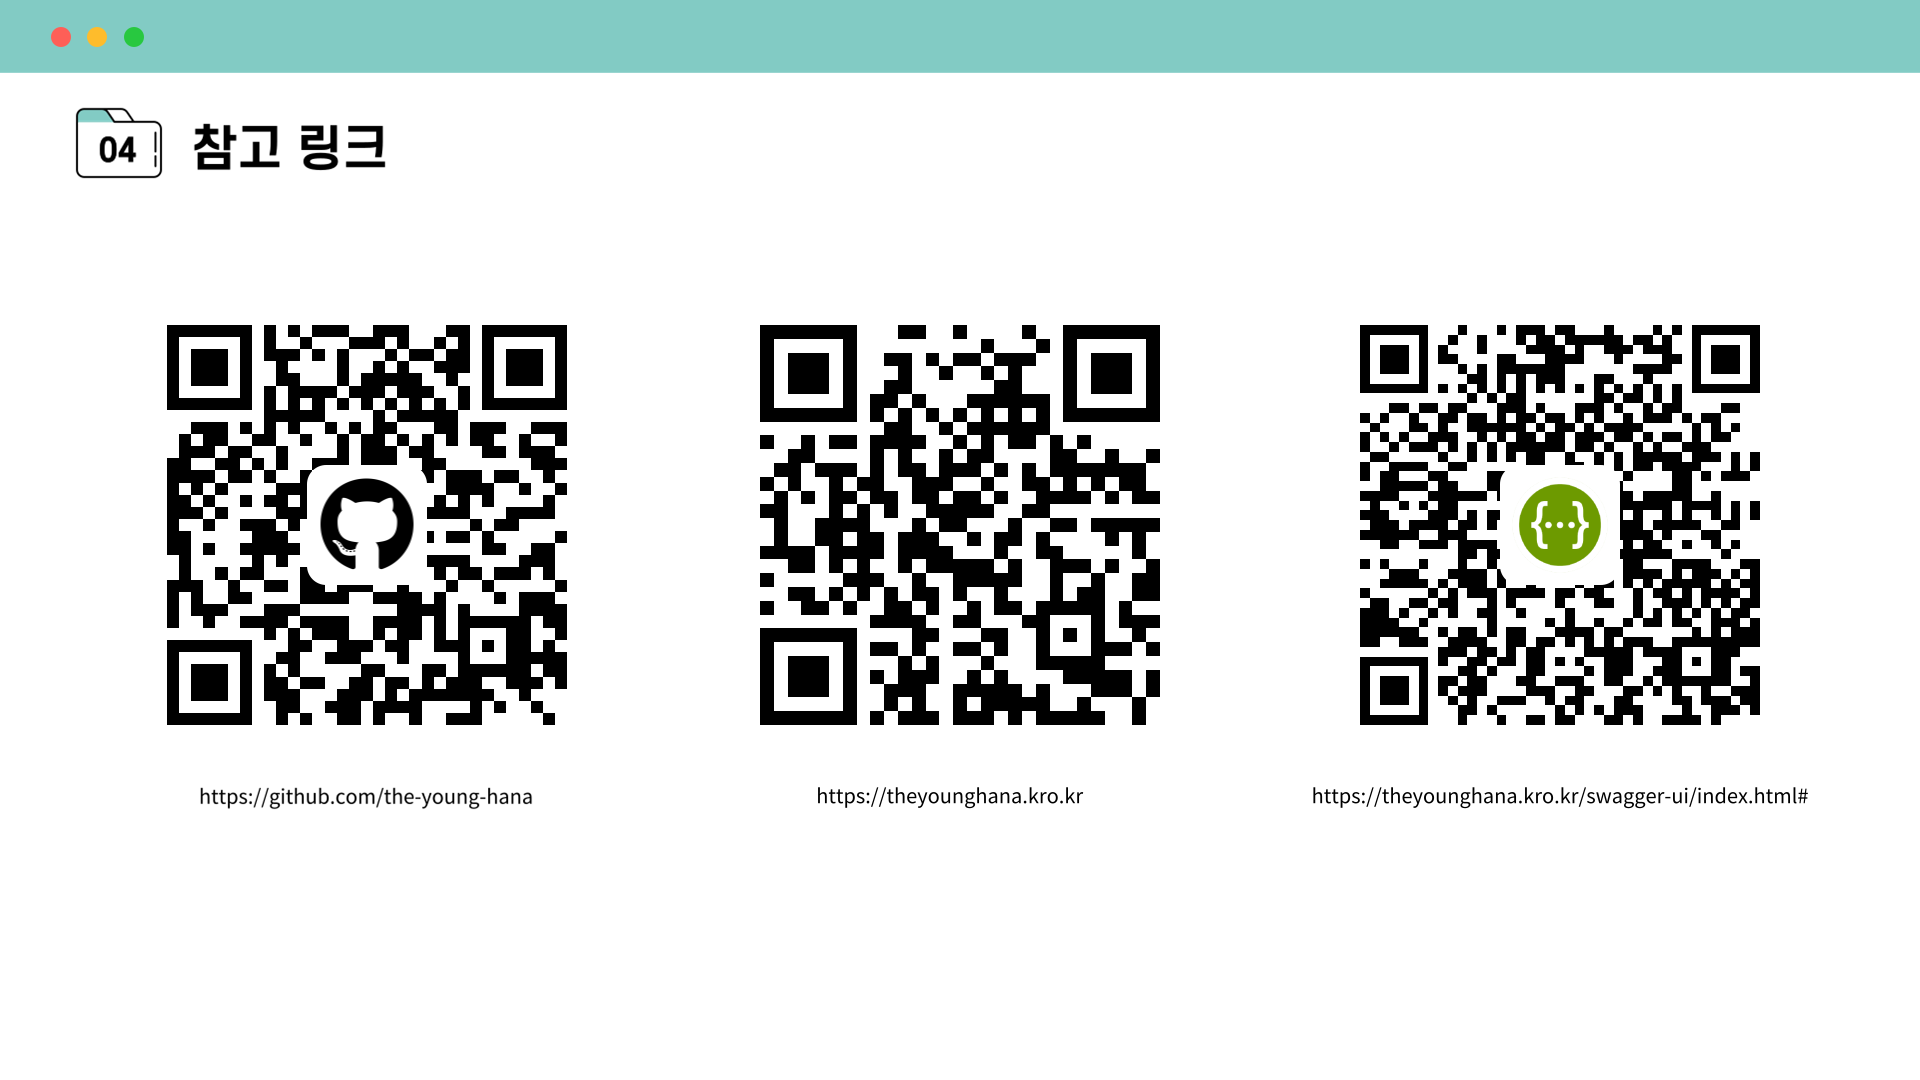 04
참고 링크
https://github.com/the-young-hana
https://theyounghana.kro.kr
https://theyounghana.kro.kr/swagger-ui/index.html#